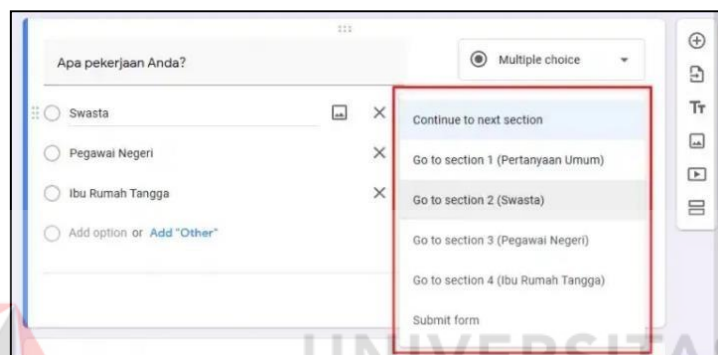 Apa pekerjaan Anda?
Multiple choice
Swasta
Pegawai Negeri
Ibu Rumah Tangga
Add option or Add "Other"
Continue to next section
Go to section 1 (Pertanyaan Umum)
Go to section 2 (Swasta)
Go to section 3 (Pegawai Negeri)
Go to section 4 (Ibu Rumah Tangga)
Submit form
TT
UNIVERSITAS